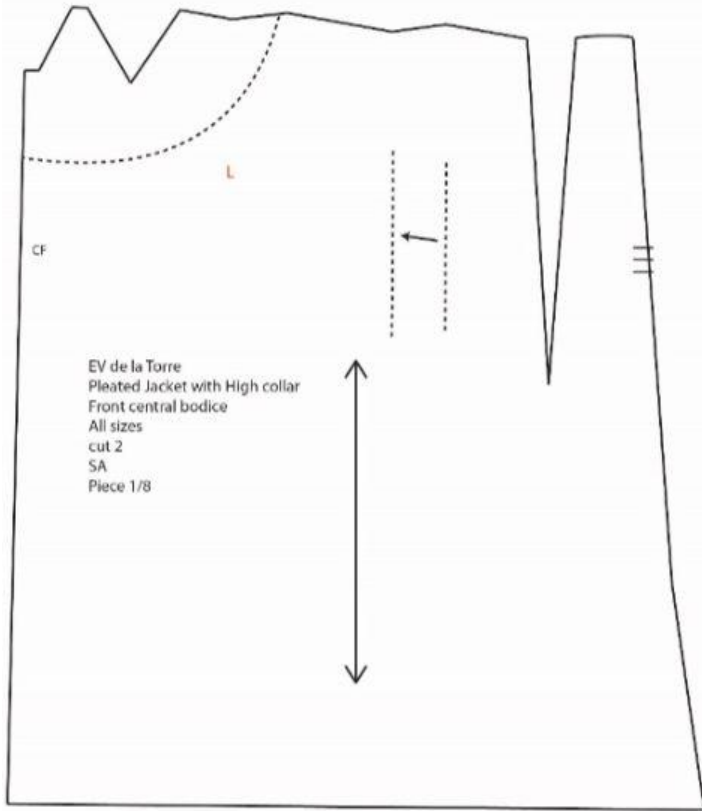 L
CF
EV de la Torre
Pleated Jacket with High collar
Front central bodice
All sizes
cut 2
SA
Piece 1/8